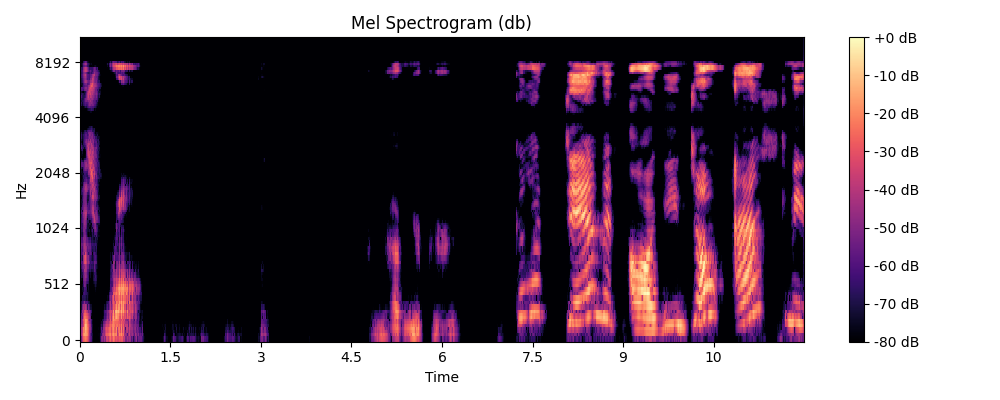 Mel Spectrogram (db)
8192
4096
2048
1024
512
0
Hz
0 1.5 3 4.5 6 7.5 9 10
Time
+0 dB
-10 dB
-20 dB
-30 dB
-40 dB
-50 dB
-60 dB
-70 dB
-80 dB